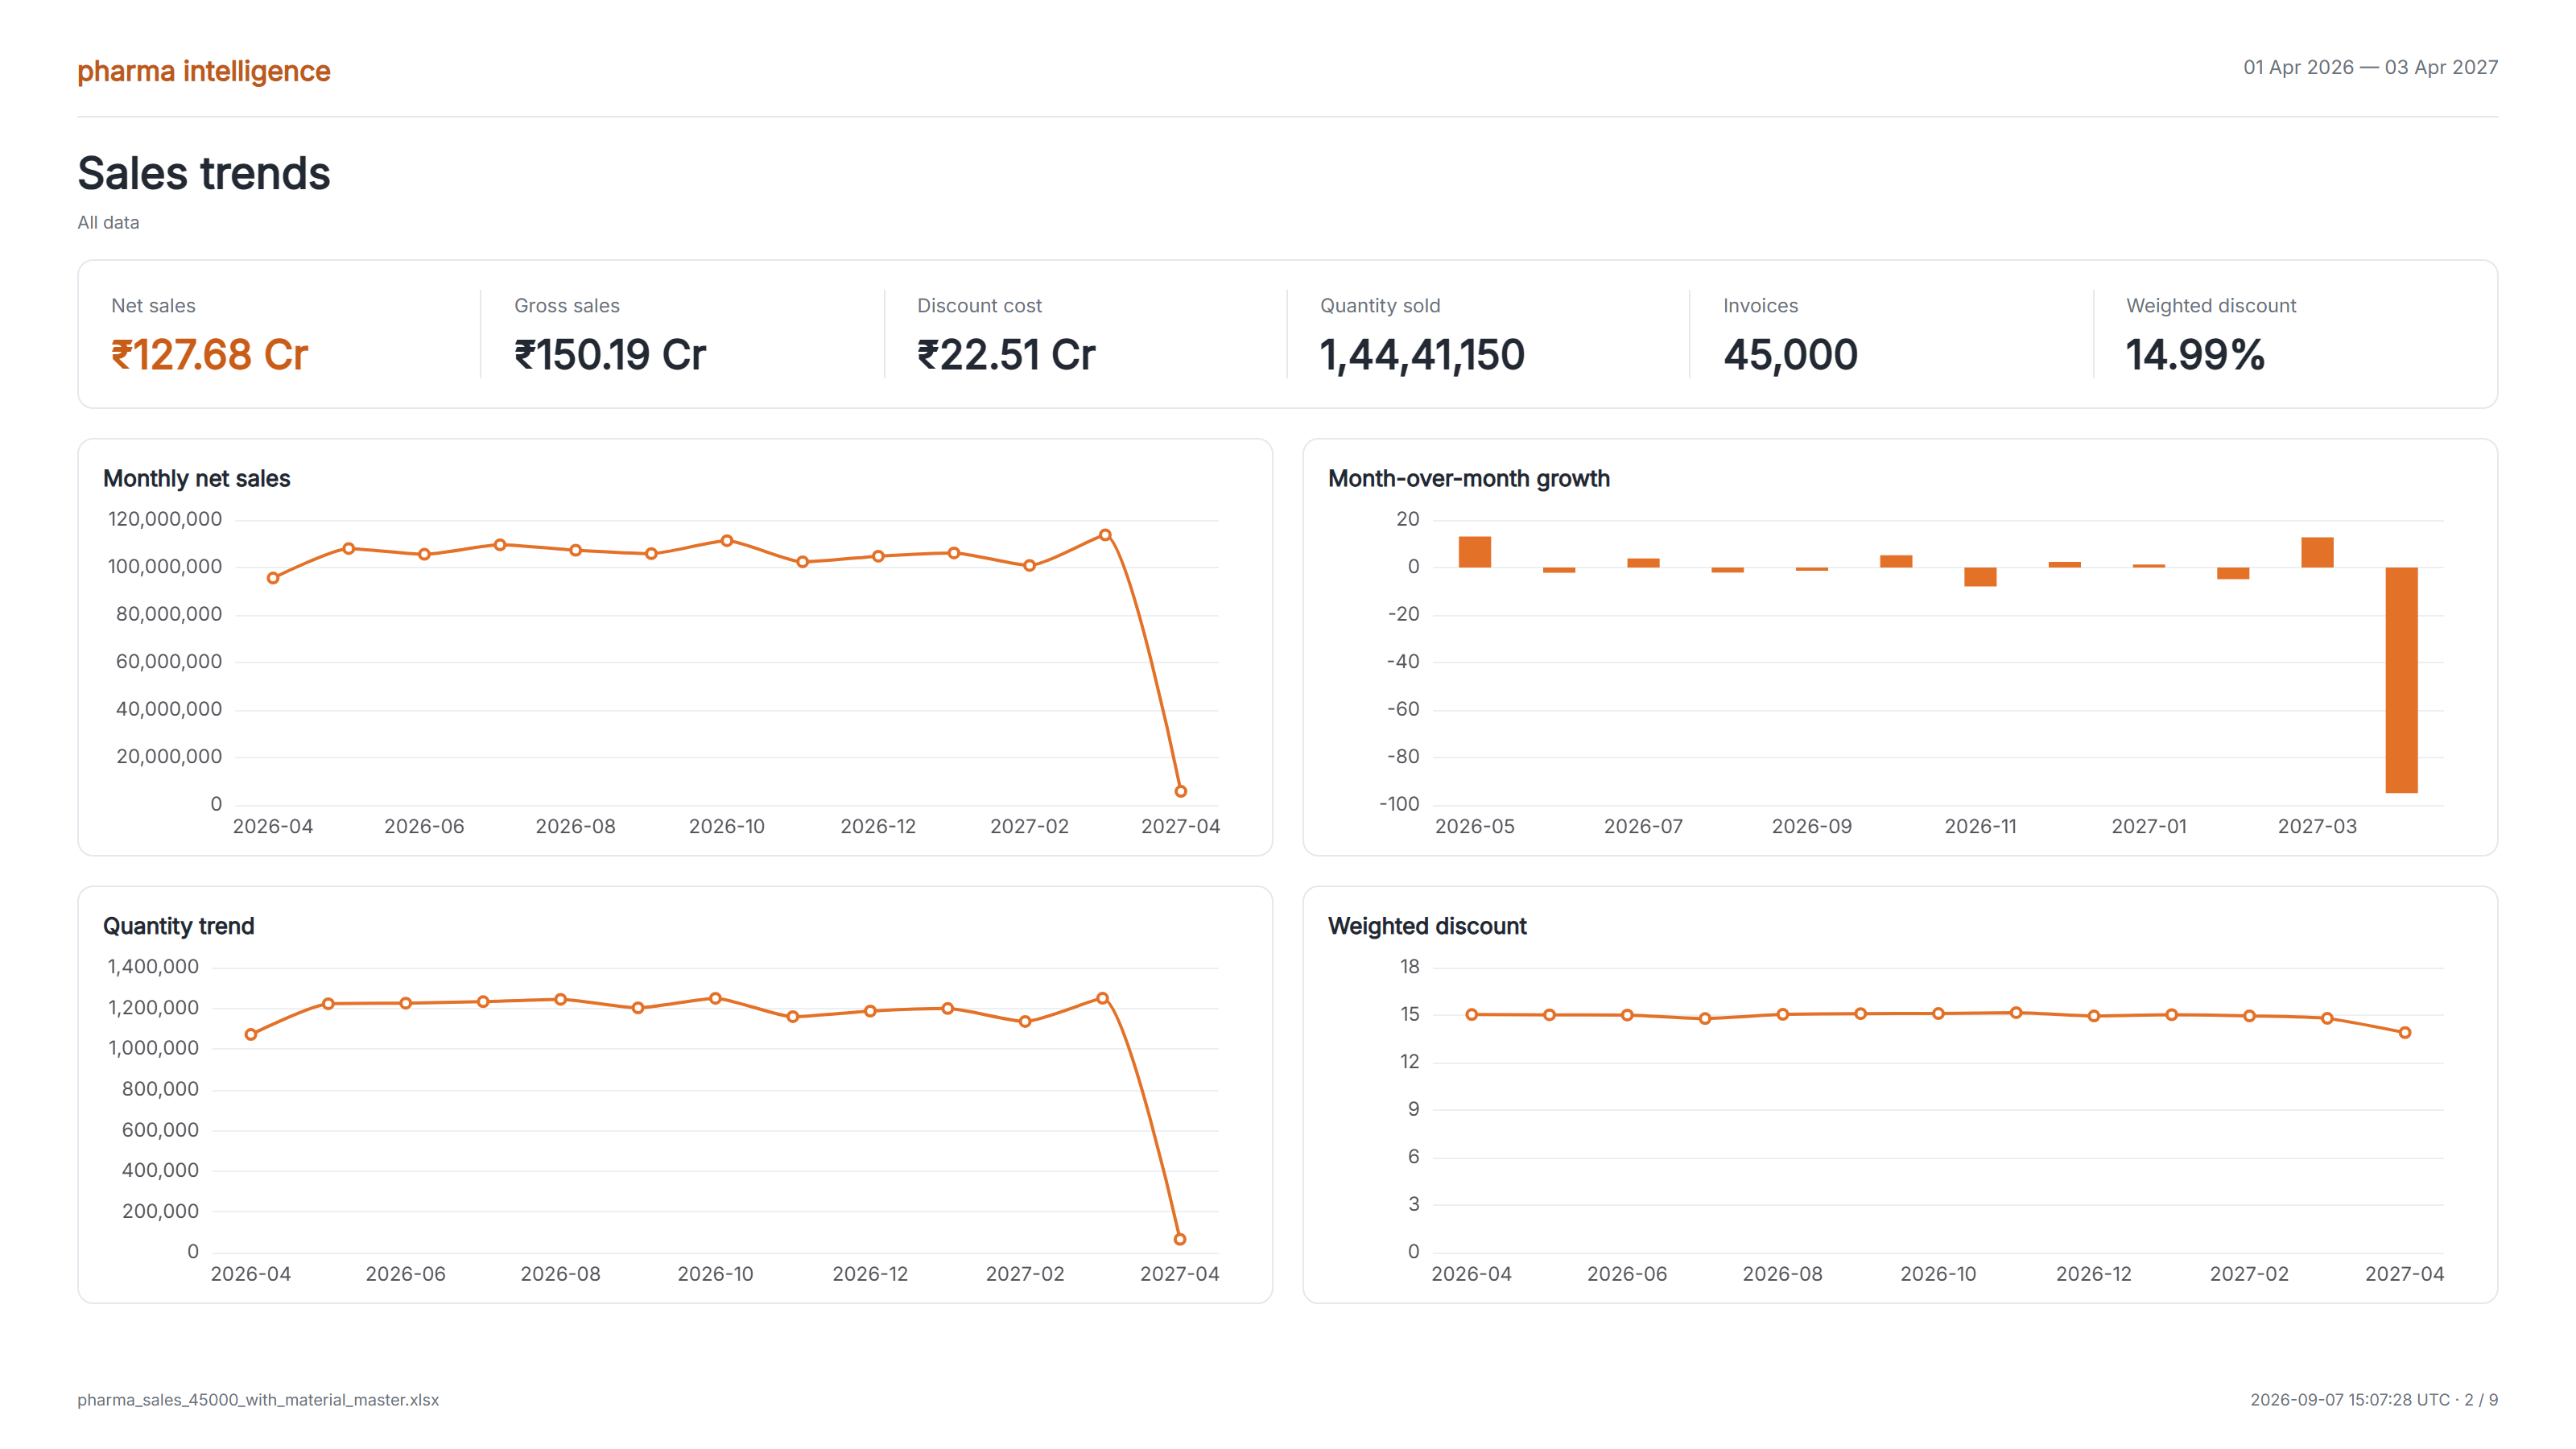 pharma intelligence
01 Apr 2026 — 03 Apr 2027
Sales trends
All data
Net sales
₹127.68 Cr
Gross sales
₹150.19 Cr
Discount cost
₹22.51 Cr
Quantity sold
1,44,41,150
Invoices
45,000
Weighted discount
14.99%
Monthly net sales
120,000,000
100,000,000
80,000,000
60,000,000
40,000,000
20,000,000
0
2026-04 2026-06 2026-08 2026-10 2026-12 2027-02 2027-04
Month-over-month growth
20
0
-20
-40
-60
-80
-100
2026-05 2026-07 2026-09 2026-11 2027-01 2027-03
Quantity trend
1,400,000
1,200,000
1,000,000
800,000
600,000
400,000
200,000
0
2026-04 2026-06 2026-08 2026-10 2026-12 2027-02 2027-04
Weighted discount
18
15
12
9
6
3
0
2026-04 2026-06 2026-08 2026-10 2026-12 2027-02 2027-04
pharma_sales_45000_with_material_master.xlsx
2026-09-07 15:07:28 UTC · 2 / 9